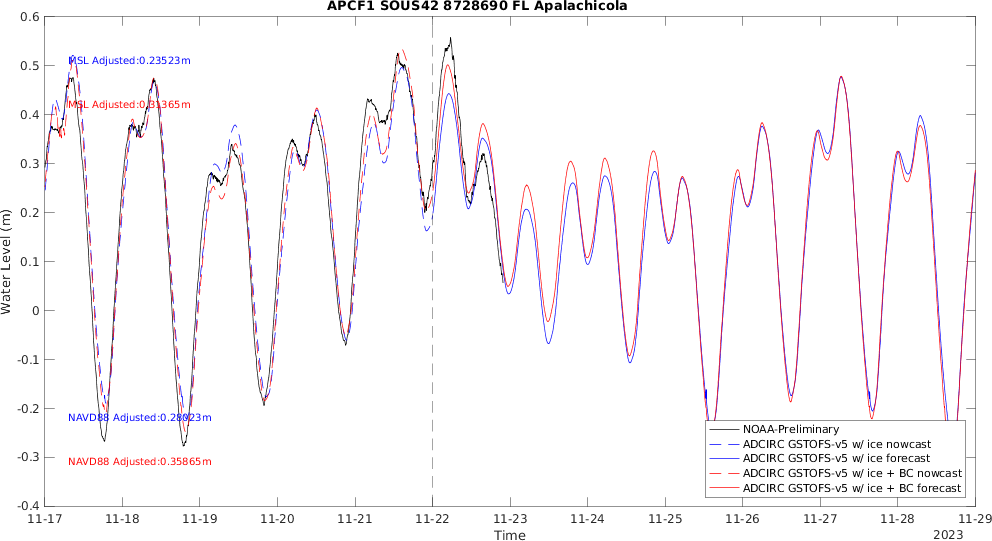 APCF1 SOUS42 8728690 FL Apalachicola
0.6
0.5
0.4
0.3
0.2
0.1
0
-0.1
-0.2
-0.3
-0.4
Water Level (m)
MSL Adjusted:0.23523m
MSL Adjusted:0.31365m
NAVD88 Adjusted:0.28023m
NAVD88 Adjusted:0.35865m
NOAA-Preliminary
ADCIRC GSTOFS-v5 w/ ice nowcast
ADCIRC GSTOFS-v5 w/ ice forecast
ADCIRC GSTOFS-v5 w/ ice + BC nowcast
ADCIRC GSTOFS-v5 w/ ice + BC forecast
11-17 11-18 11-19 11-20 11-21 11-22 11-23 11-24 11-25 11-26 11-27 11-28 11-29
Time
2023